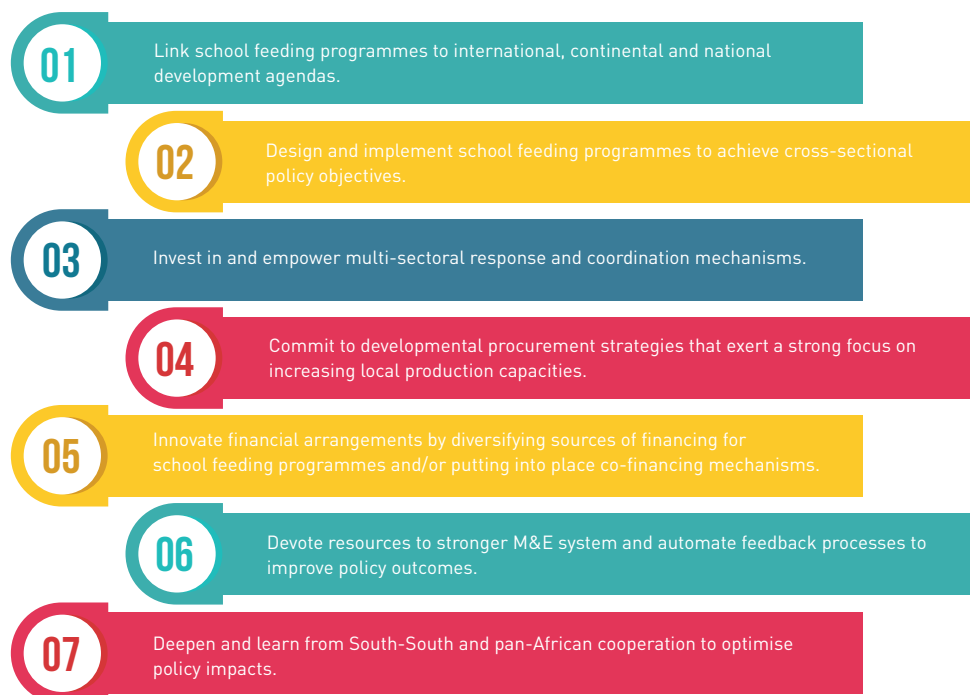 01
Link school feeding programmes to international, continental and national
development agendas.
02
Design and implement school feeding programmes to achieve cross-sectional
policy objectives.
03
Invest in and empower multi-sectoral response and coordination mechanisms.
04
Commit to developmental procurement strategies that exert a strong focus on
increasing local production capacities.
05
Innovate financial arrangements by diversifying sources of financing for
school feeding programmes and/or putting into place co-financing mechanisms.
06
Devote resources to stronger M&E system and automate feedback processes to
improve policy outcomes.
07
Deepen and learn from South-South and pan-African cooperation to optimise
policy impacts.